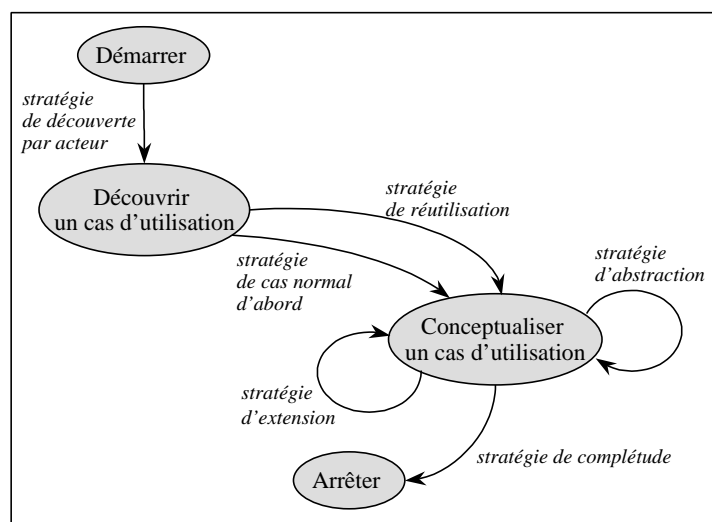 Démarrer
stratégie
de découverte
par acteur
Découvrir
un cas d'utilisation
stratégie
de réutilisation
stratégie
de cas normal
d'abord
stratégie
d'abstraction
Conceptualiser
un cas d'utilisation
stratégie
d'extension
stratégie de complétude
Arrêter